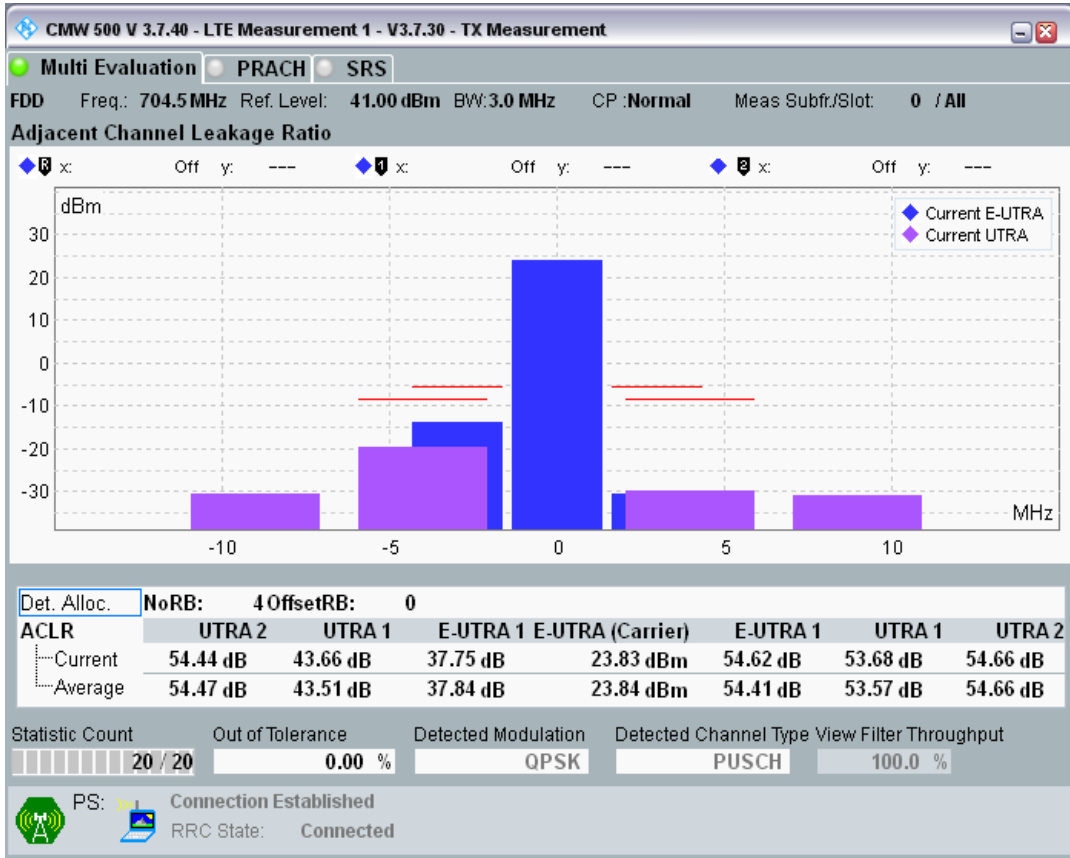 CMW 500 V 3.7.40 - LTE Measurement 1 - V3.7.30 - TX Measurement
Multi Evaluation PRACH SRS
FDD Freq.: 704.5 MHz Ref. Level: 41.00 dBm BW: 3.0 MHz CP : Normal Meas Subfr./Slot: 0 / All
Adjacent Channel Leakage Ratio
R x: Off y: --- 1 x: Off y: --- 2 x: Off y: ---
dBm
Current E-UTRA
Current UTRA
30
20
10
0
-10
-20
-30
MHz
-10 -5 0 5 10
Det. Alloc. NoRB: 4 OffsetRB: 0
ACLR UTRA 2 UTRA 1 E-UTRA 1 E-UTRA (Carrier) E-UTRA 1 UTRA 1 UTRA 2
Current 54.44 dB 43.66 dB 37.75 dB 23.83 dBm 54.62 dB 53.68 dB 54.66 dB
Average 54.47 dB 43.51 dB 37.84 dB 23.84 dBm 54.41 dB 53.57 dB 54.66 dB
Statistic Count Out of Tolerance Detected Modulation Detected Channel Type View Filter Throughput
20 / 20 0.00 % QPSK PUSCH 100.0 %
PS: Connection Established
RRC State: Connected